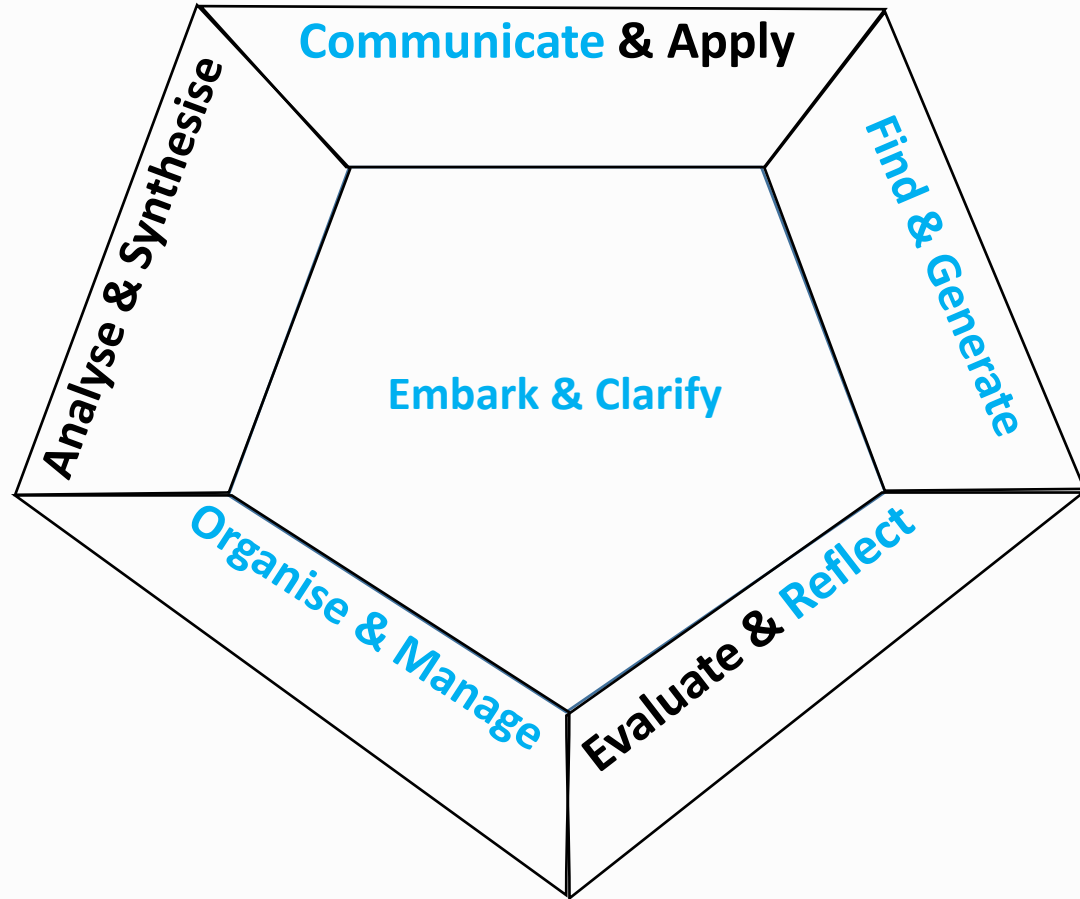 Communicate & Apply
Find & Generate
Analyse & Synthesise
Embark & Clarify
Organise & Manage
Evaluate & Reflect